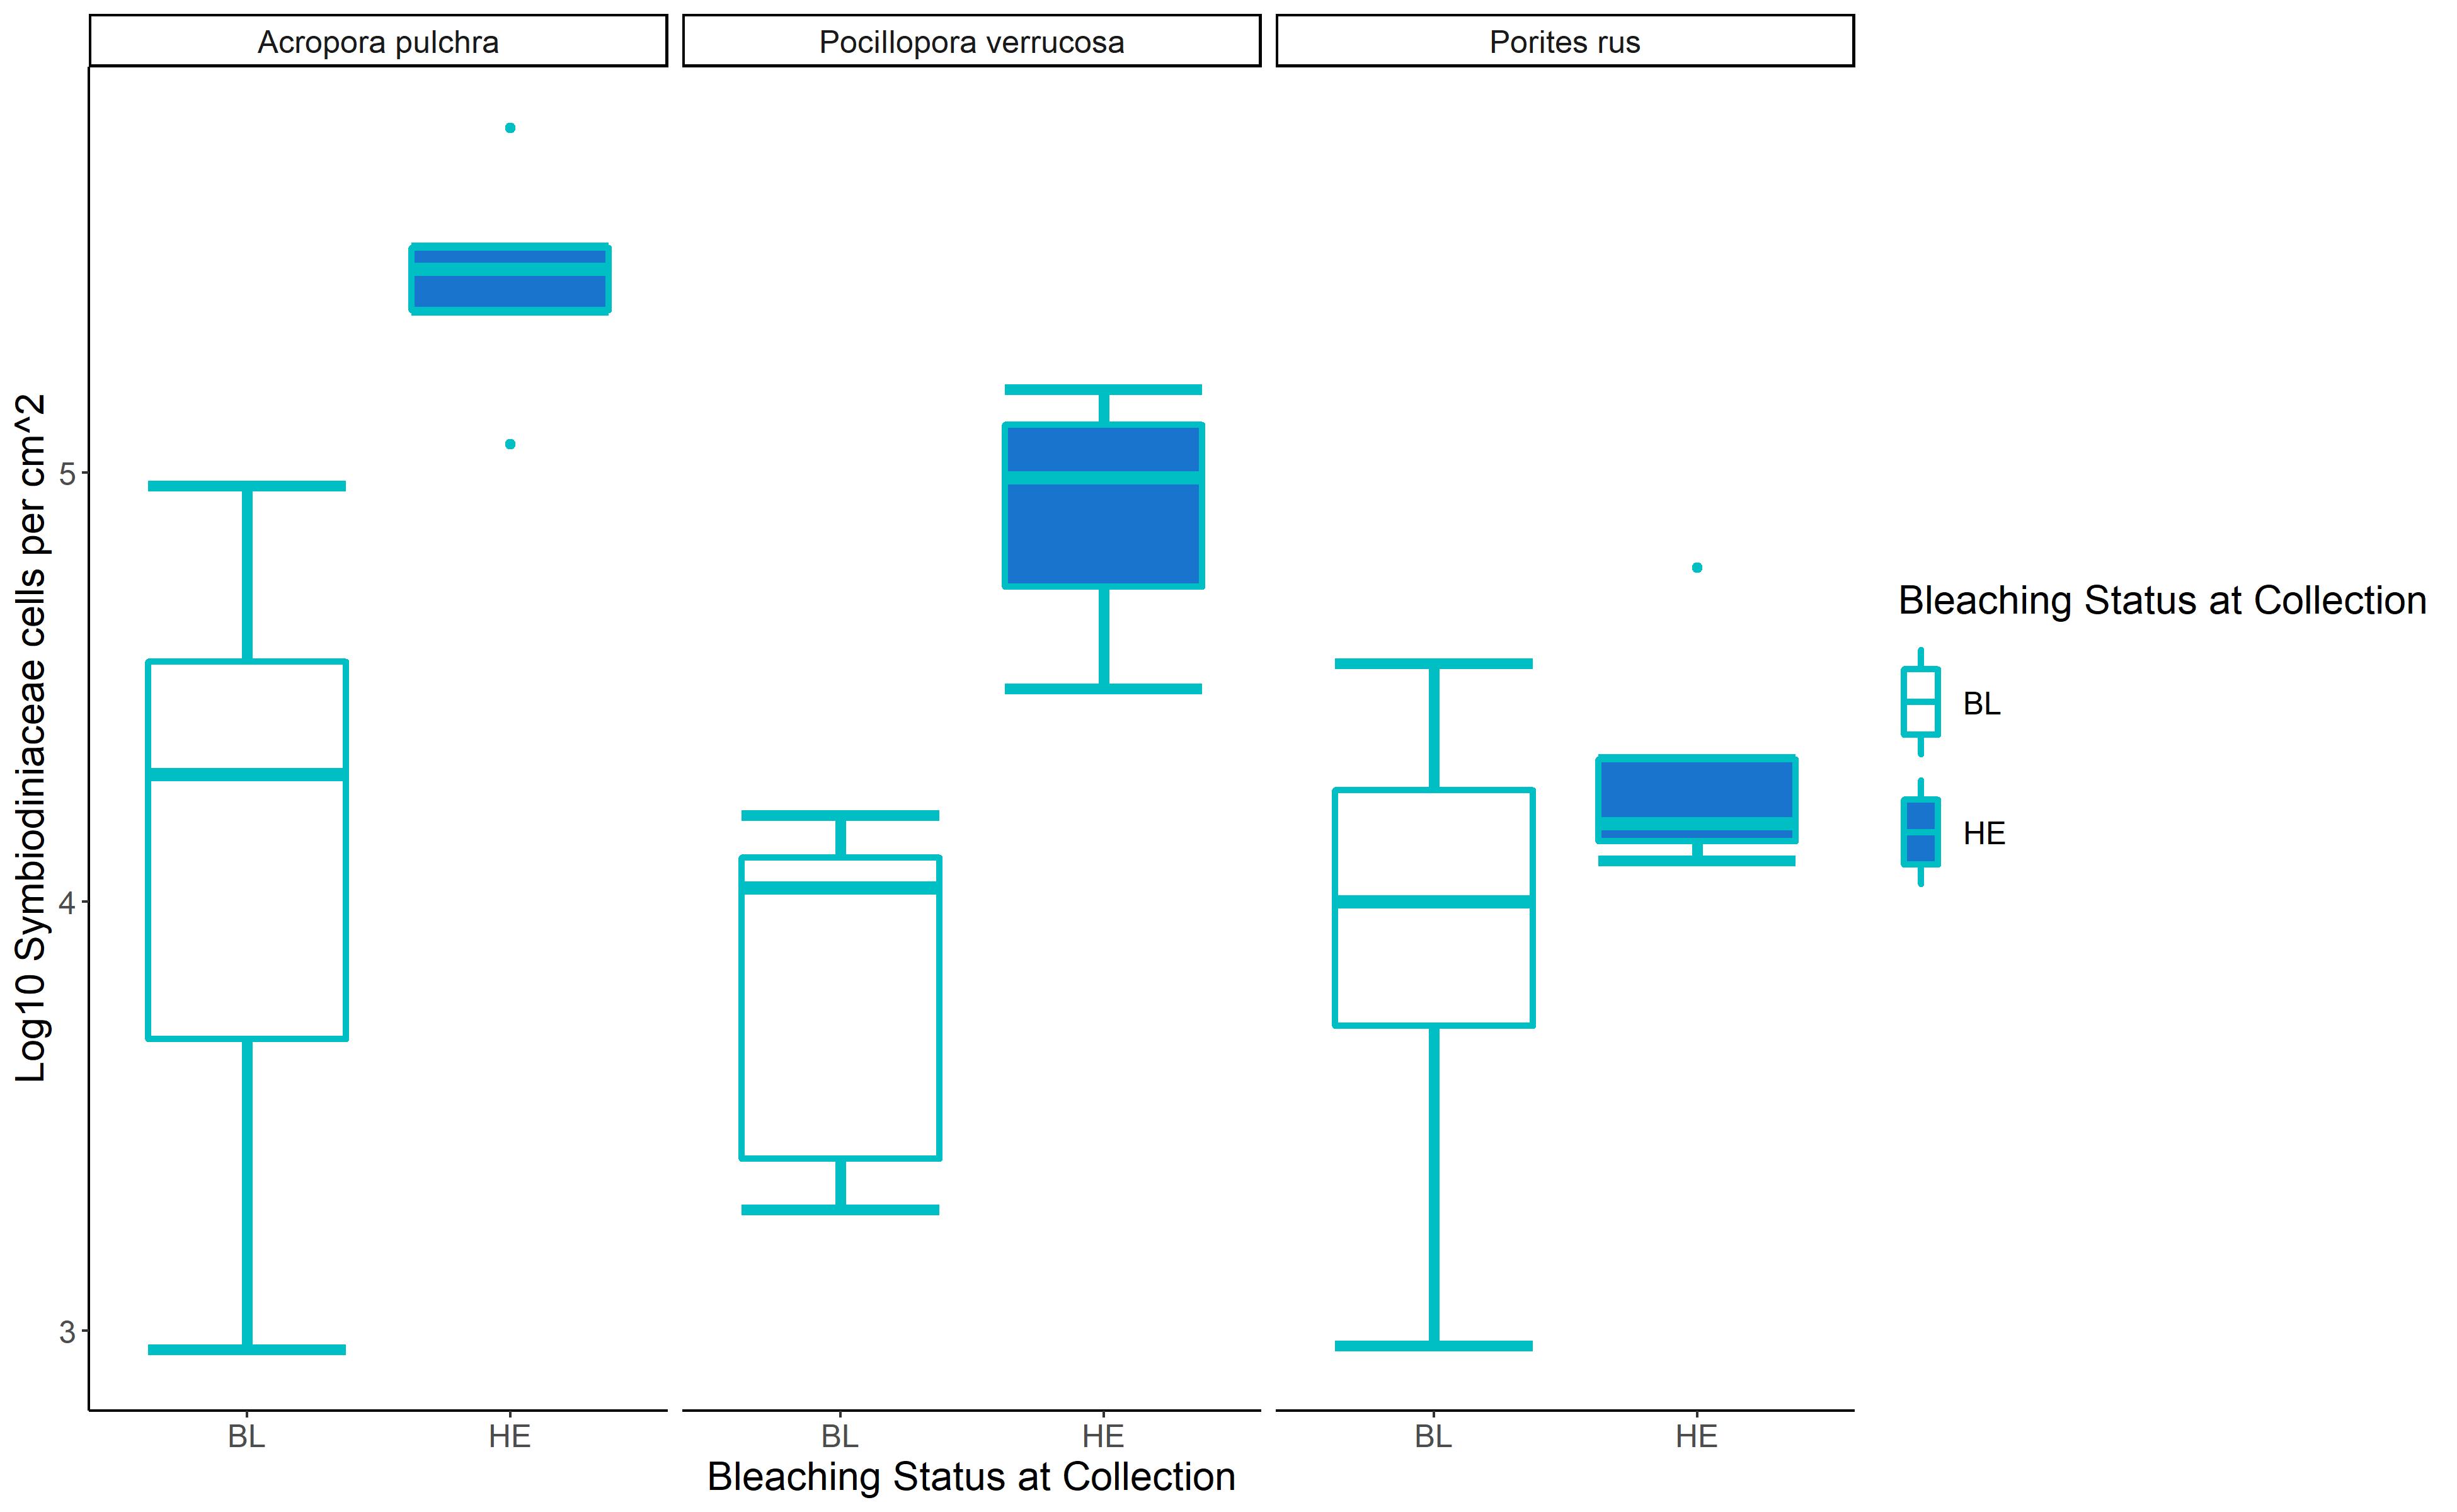 Acropora pulchra
Pocillopora verrucosa
Porites rus
Log10 Symbiodiniaceae cells per cm^2
5
4
3
BL
HE
BL
HE
BL
HE
Bleaching Status at Collection
Bleaching Status at Collection
BL
HE